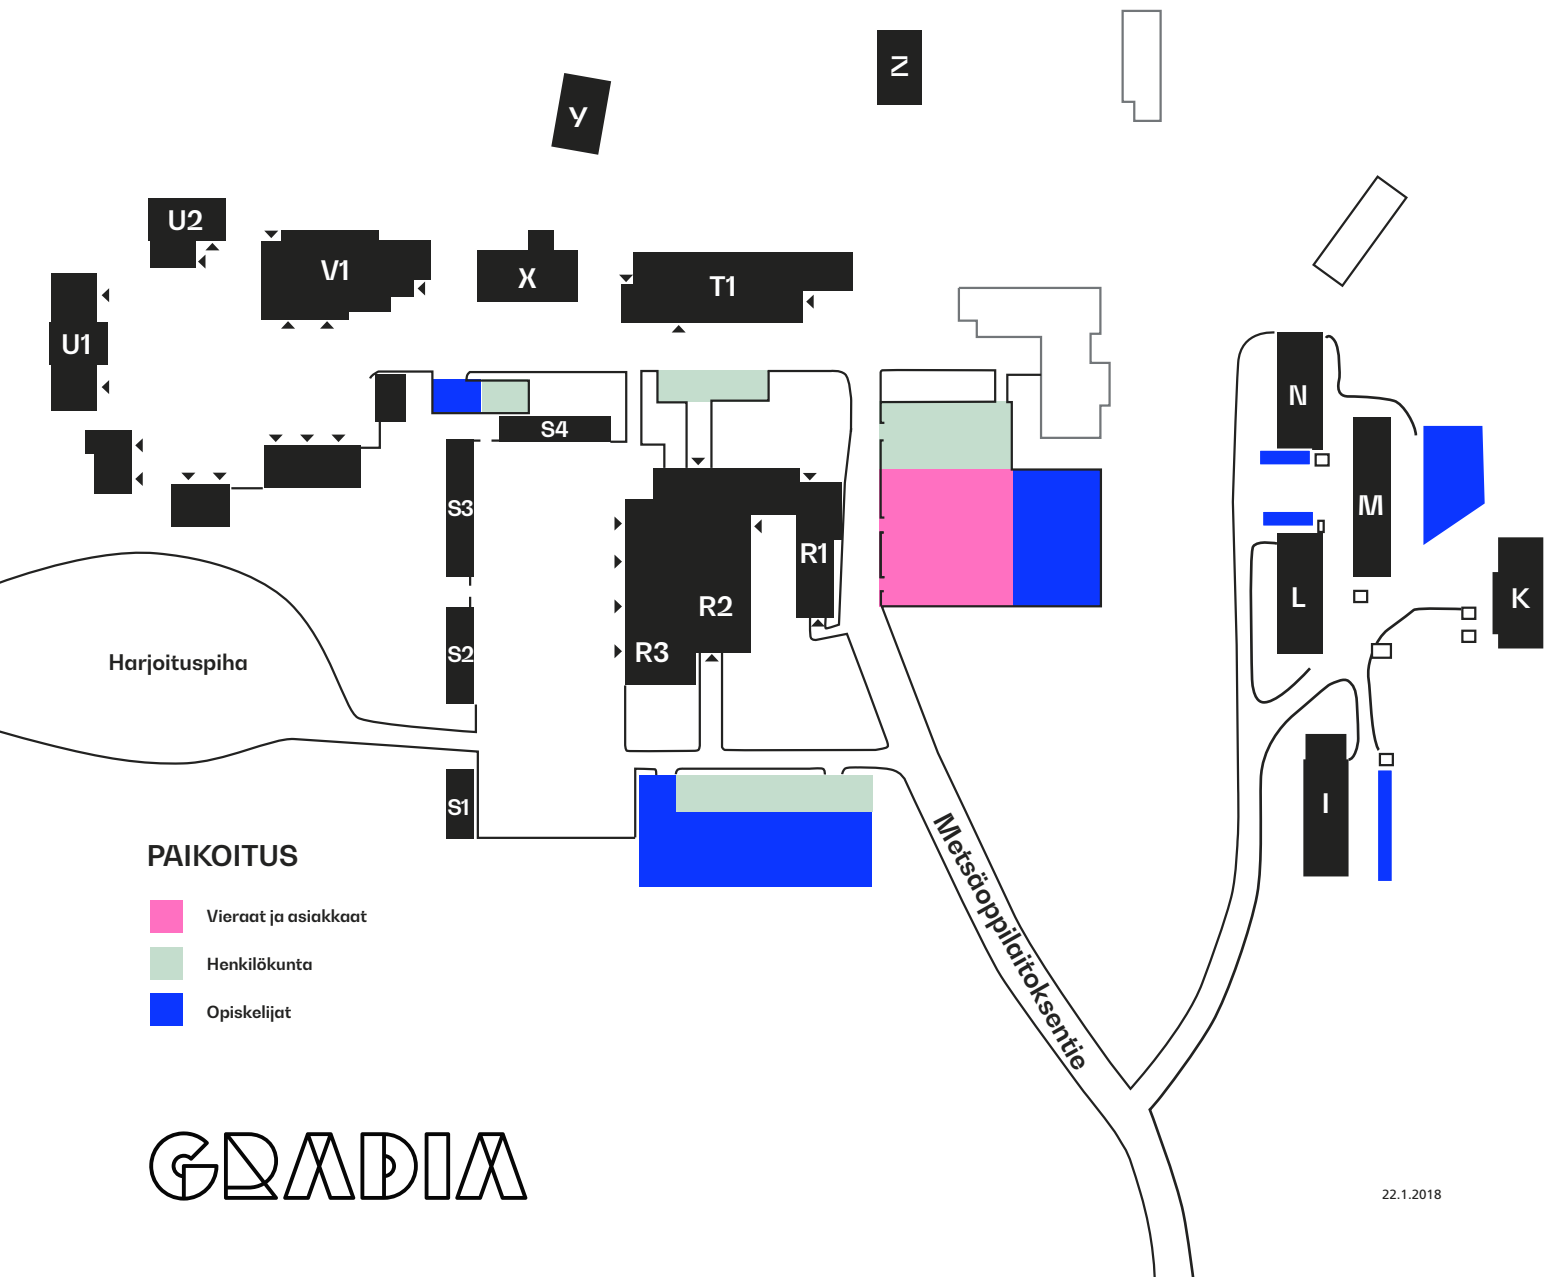 Z
Y
U2
V1
X
T1
U1
N
S4
S3
M
R1
L
K
R2
R3
S2
Harjoituspiha
S1
I
Metsäoppilaitoksentie
PAIKOITUS
Vieraat ja asiakkaat
Henkilökunta
Opiskelijat
GRADIA
22.1.2018